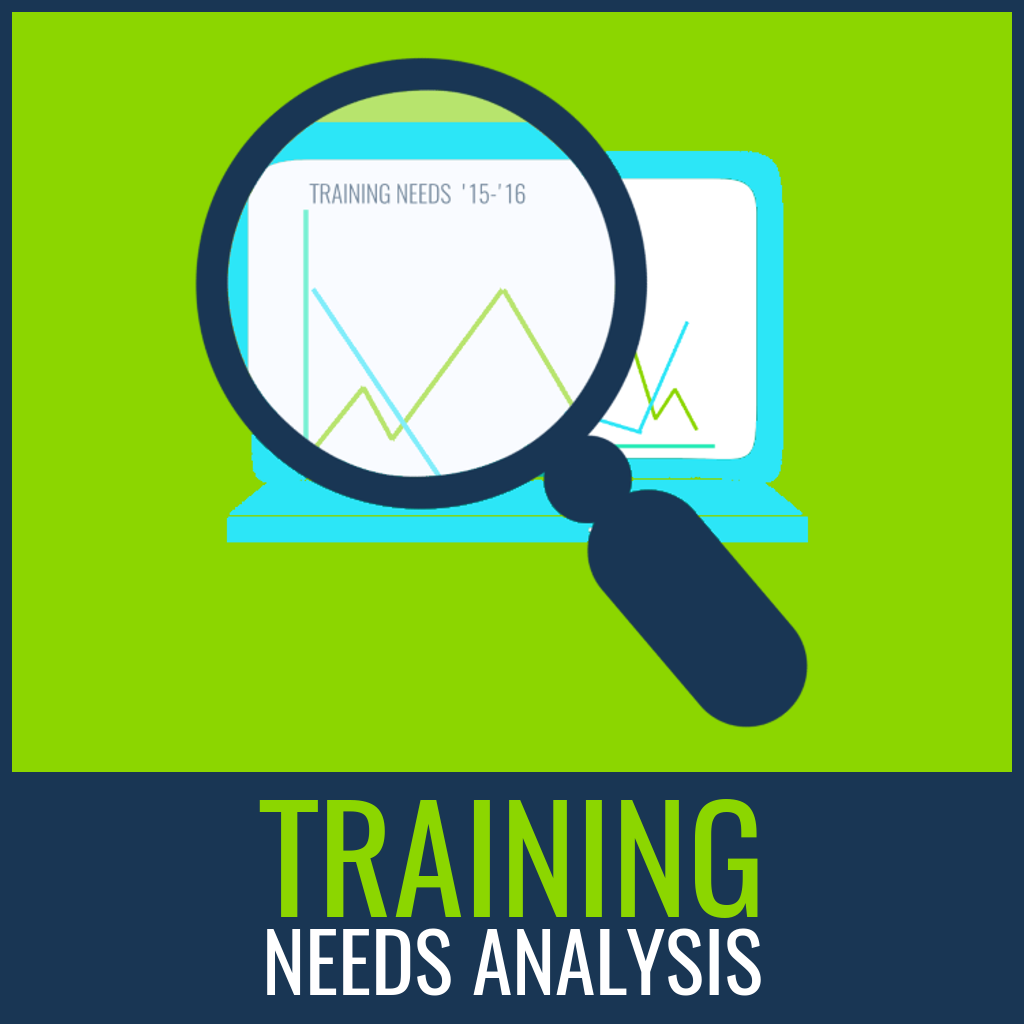 TRAINING NEEDS '15-'16
TRAINING
NEEDS ANALYSIS